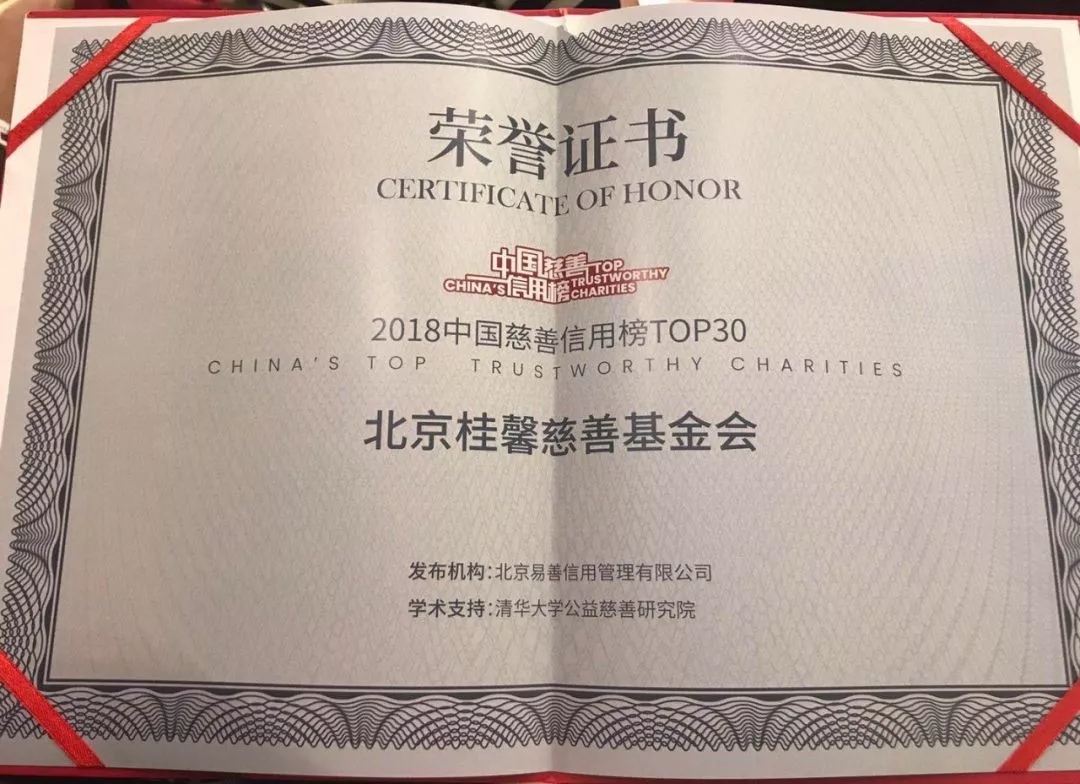 荣誉证书
CERTIFICATE OF HONOR
中国慈善 TOP
CHINA'S 信用榜 TRUSTWORTHY
CHARITIES
2018中国慈善信用榜TOP30
CHINA'S TOP TRUSTWORTHY CHARITIES
北京桂馨慈善基金会
发布机构:北京易善信用管理有限公司
学术支持:清华大学公益慈善研究院